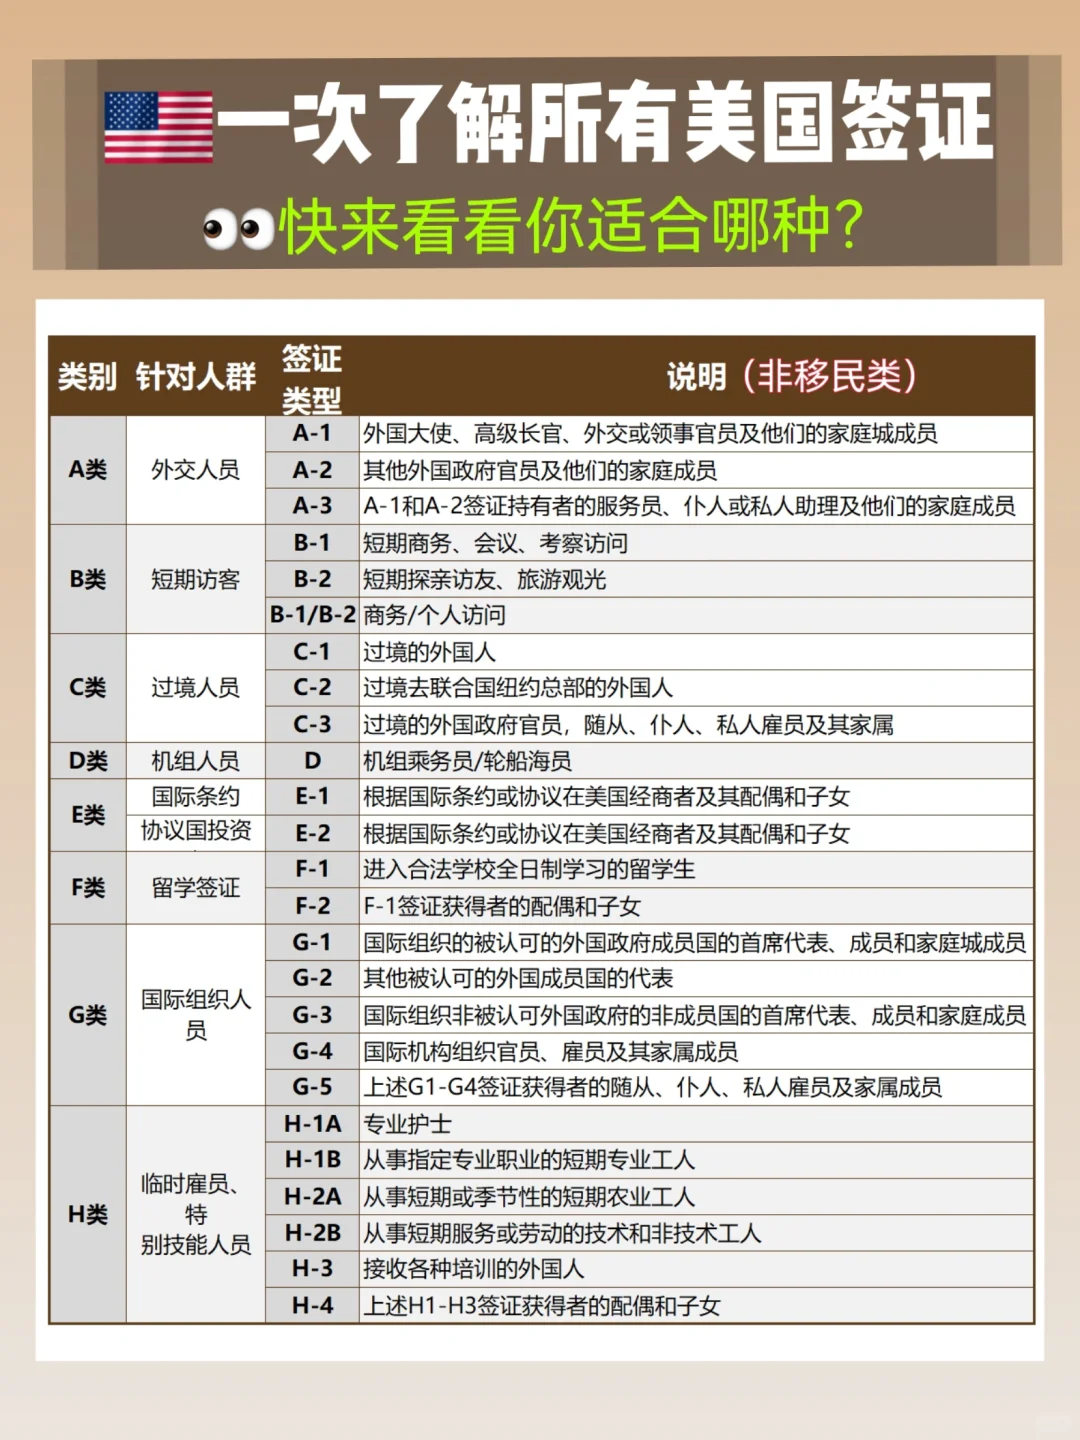 一次了解所有美国签证
快来看看你适合哪种?
类别 针对人群 签证类型 说明（非移民类）
A类 外交人员 A-1 外国大使、高级长官、外交或领事官员及他们的家庭城成员
A-2 其他外国政府官员及他们的家庭成员
A-3 A-1和A-2签证持有者的服务员、仆人或私人助理及他们的家庭成员
B类 短期访客 B-1 短期商务、会议、考察访问
B-2 短期探亲访友、旅游观光
B-1/B-2 商务/个人访问
C类 过境人员 C-1 过境的外国人
C-2 过境去联合国纽约总部的外国人
C-3 过境的外国政府官员，随从、仆人、私人雇员及其家属
D类 机组人员 D 机组乘务员/轮船海员
E类 国际条约 E-1 根据国际条约或协议在美国经商者及其配偶和子女
协议国投资 E-2 根据国际条约或协议在美国经商者及其配偶和子女
F类 留学签证 F-1 进入合法学校全日制学习的留学生
F-2 F-1签证获得者的配偶和子女
G类 国际组织人员 G-1 国际组织的被认可的外国政府成员国的首席代表、成员和家庭城成员
G-2 其他被认可的外国成员国的代表
G-3 国际组织非被认可外国政府的非成员国的首席代表、成员和家庭成员
G-4 国际机构组织官员、雇员及其家属成员
G-5 上述G1-G4签证获得者的随从、仆人、私人雇员及家属成员
H类 临时雇员、特别技能人员 H-1A 专业护士
H-1B 从事指定专业职业的短期专业工人
H-2A 从事短期或季节性的短期农业工人
H-2B 从事短期服务或劳动的技术和非技术工人
H-3 接收各种培训的外国人
H-4 上述H1-H3签证获得者的配偶和子女